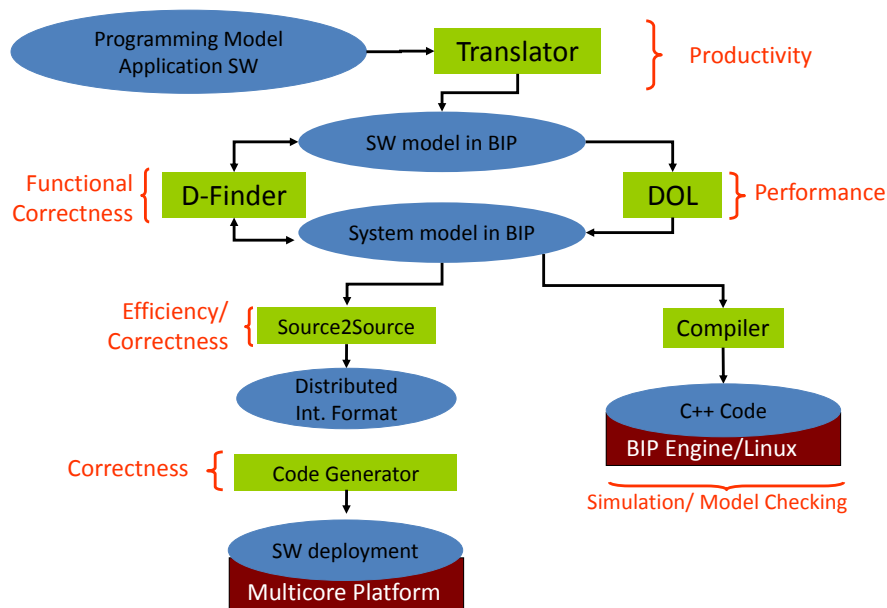 Programming Model
Application SW
Translator
Productivity
SW model in BIP
Functional
Correctness
D-Finder
DOL
Performance
System model in BIP
Efficiency/
Correctness
Source2Source
Compiler
Distributed
Int. Format
C++ Code
BIP Engine/Linux
Correctness
Code Generator
Simulation/ Model Checking
SW deployment
Multicore Platform